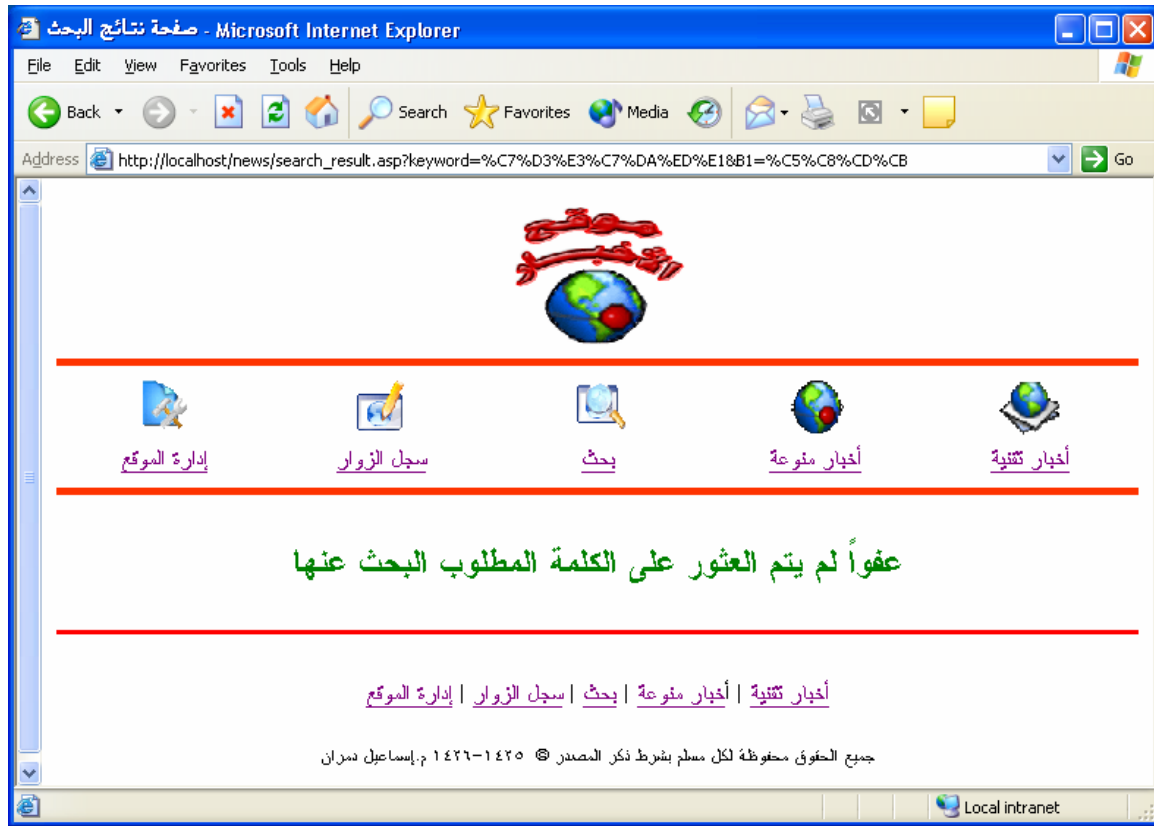 صفحة نتائج البحث - Microsoft Internet Explorer
File Edit View Favorites Tools Help
Back Search Favorites Media
Address http://localhost/news/search_result.asp?keyword=%C7%D3%E3%C7%DA%ED%E1&B1=%C5%C8%CD%CB Go
موقع
الأخبار
أخبار تقنية أخبار منوعة بحث سجل الزوار إدارة الموقع
عفواً لم يتم العثور على الكلمة المطلوب البحث عنها
أخبار تقنية | أخبار منوعة | بحث | سجل الزوار | إدارة الموقع
جميع الحقوق محفوظة لكل مسلم بشرط ذكر المصدر © ١٤٢٥-١٤٢٦ م.إسماعيل دمران
Local intranet